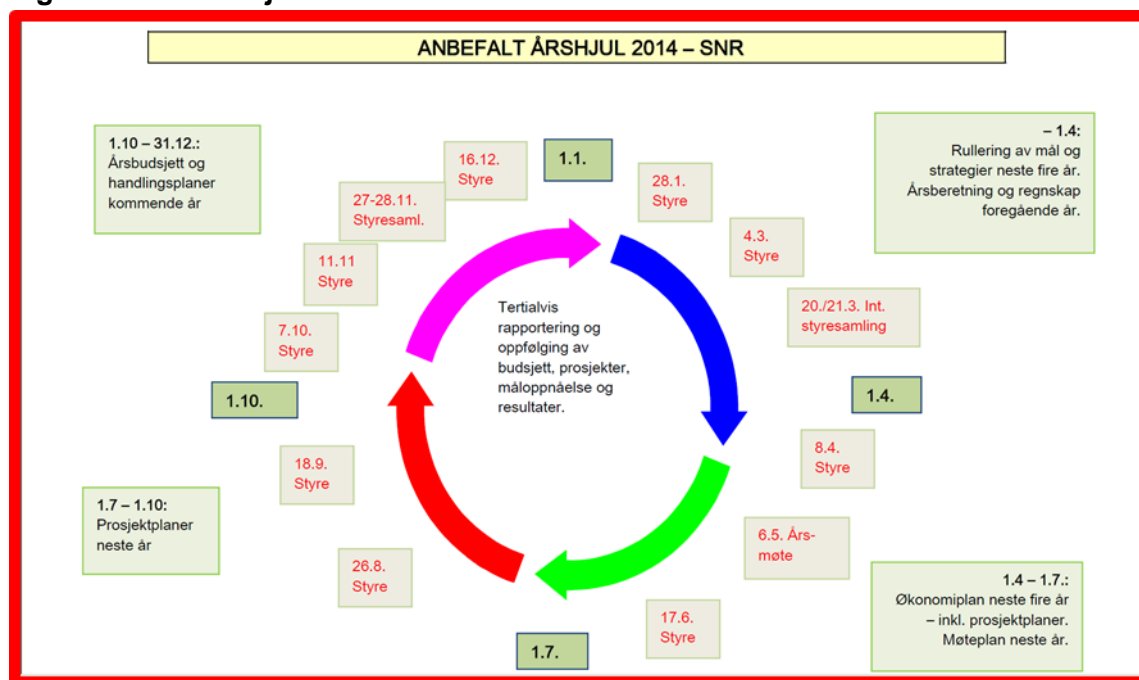 ANBEFALT ÅRSHJUL 2014 – SNR
1.10 – 31.12.:
Årsbudsjett og
handlingsplaner
kommende år
16.12.
Styre
1.1.
28.1.
Styre
– 1.4:
Rullering av mål og
strategier neste fire år.
Årsberetning og regnskap
foregående år.
27-28.11.
Styresaml.
4.3.
Styre
11.11
Styre
20./21.3. Int.
styresamling
7.10.
Styre
Tertialvis
rapportering og
oppfølging av
budsjett, prosjekter,
måloppnåelse og
resultater.
1.10.
1.4.
18.9.
Styre
8.4.
Styre
1.7 – 1.10:
Prosjektplaner
neste år
6.5. Års-
møte
26.8.
Styre
17.6.
Styre
1.7.
1.4 – 1.7.:
Økonomiplan neste fire år
– inkl. prosjektplaner.
Møteplan neste år.